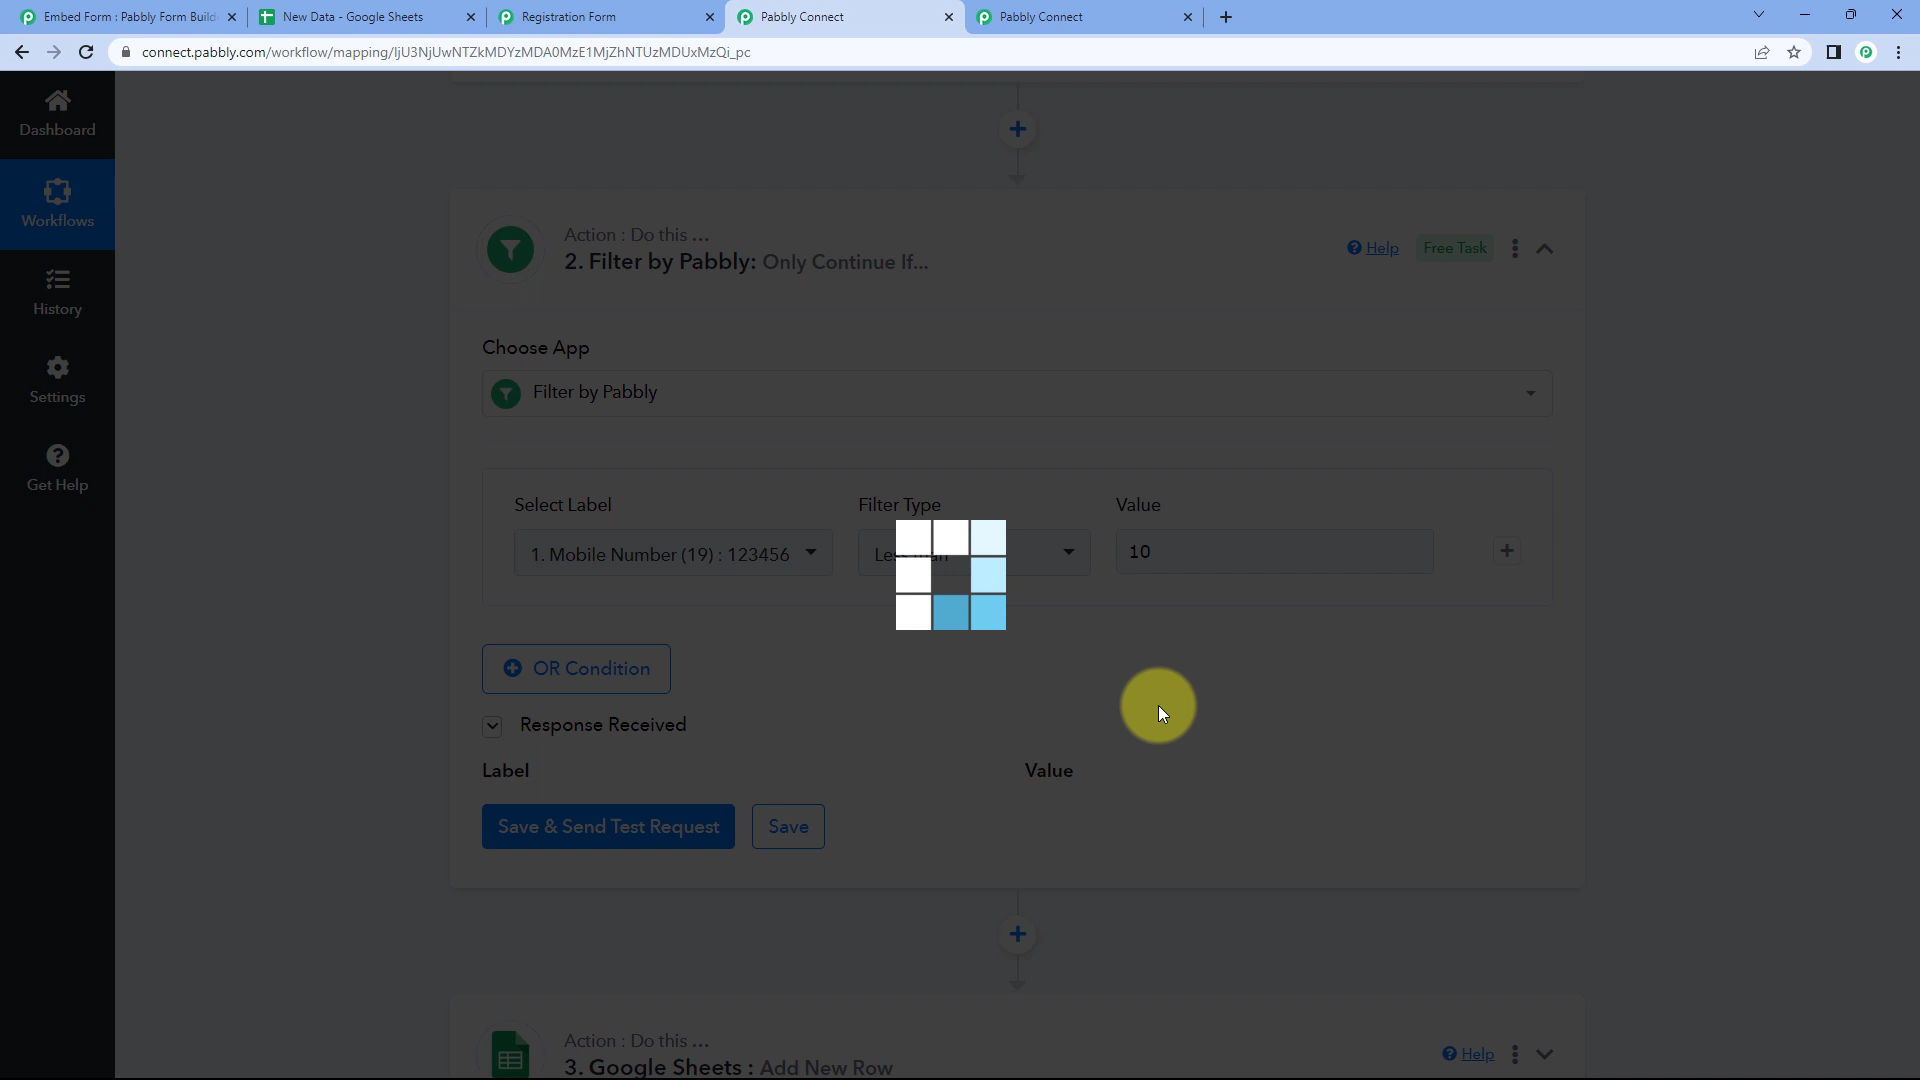 Embed Form : Pabbly Form Build
New Data - Google Sheets
Registration Form
Pabbly Connect
Pabbly Connect
connect.pabbly.com/workflow/mapping/IjU3NjUwNTZkMDYzMDA0MzE1MjZhNTUzMDUxMzQi_pc
Dashboard
Workflows
History
Settings
Get Help
Action : Do this ...
2. Filter by Pabbly: Only Continue If...
Help
Free Task
Choose App
Filter by Pabbly
Select Label
Filter Type
Value
1. Mobile Number (19) : 123456
Less than
10
OR Condition
Response Received
Label
Value
Save & Send Test Request
Save
Action : Do this ...
3. Google Sheets : Add New Row
Help